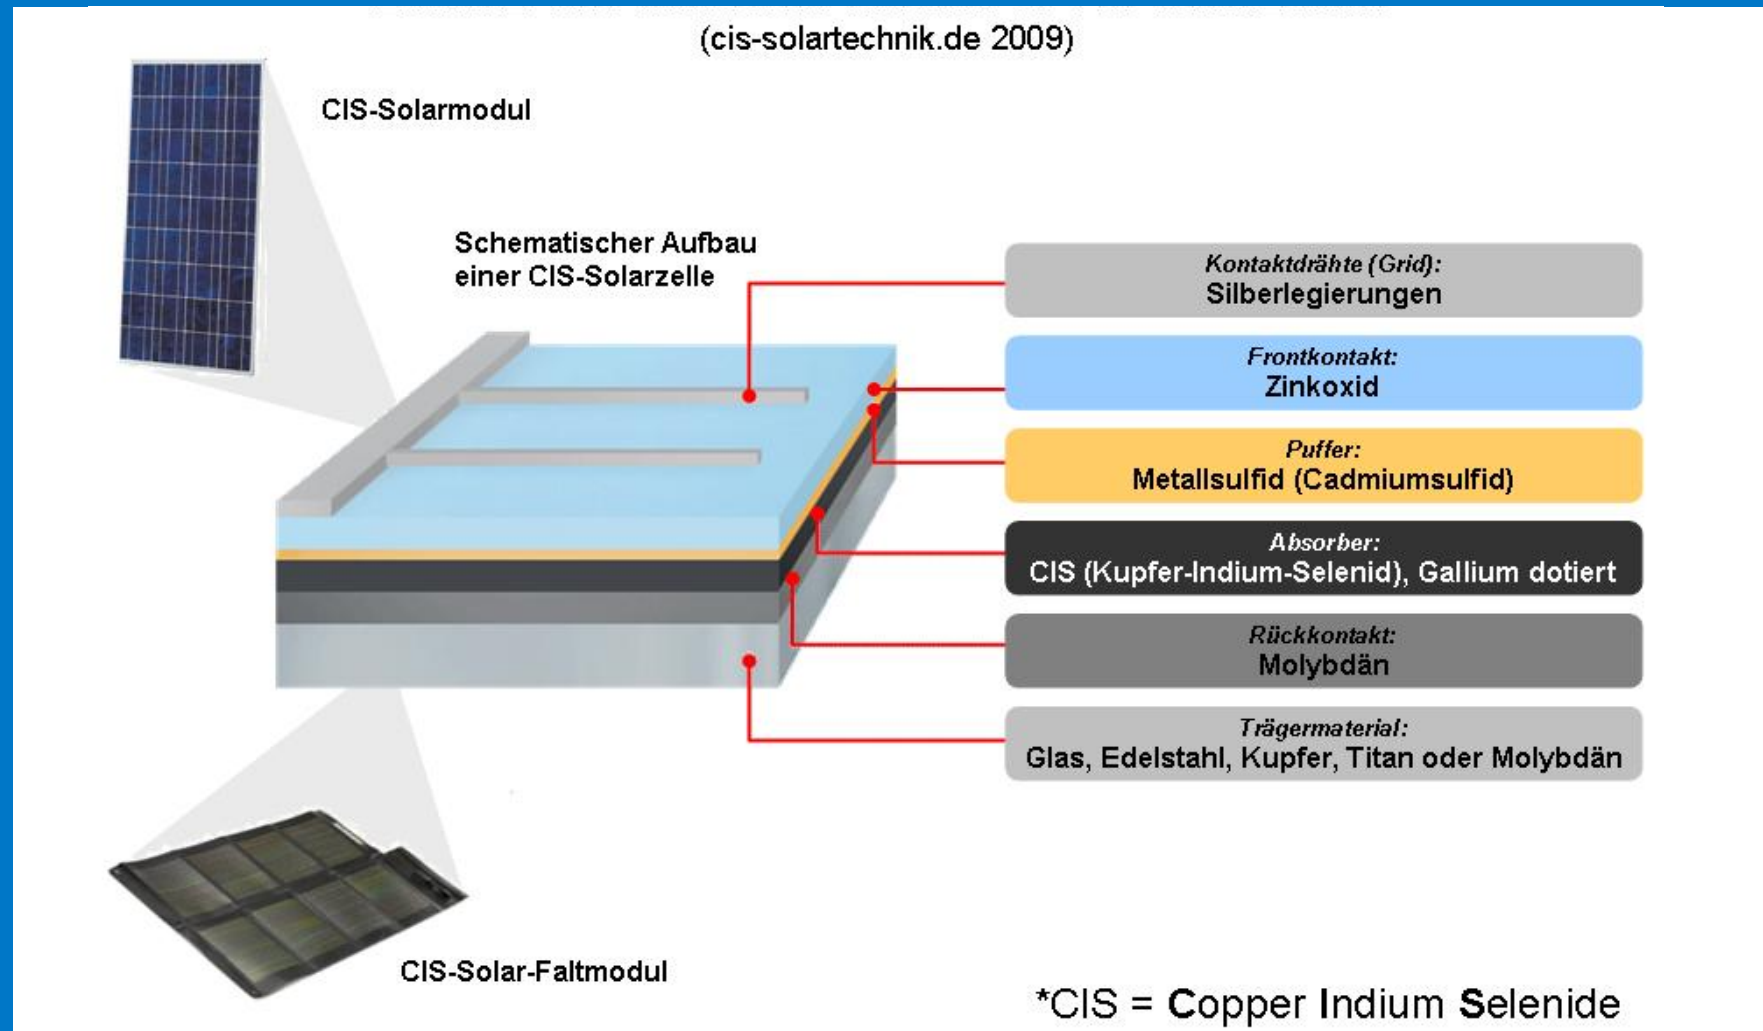 (cis-solartechnik.de 2009)
CIS-Solarmodul
Schematischer Aufbau
einer CIS-Solarzelle
Kontaktdrähte (Grid):
Silberlegierungen
Frontkontakt:
Zinkoxid
Puffer:
Metallsulfid (Cadmiumsulfid)
Absorber:
CIS (Kupfer-Indium-Selenid), Gallium dotiert
Rückkontakt:
Molybdän
Trägermaterial:
Glas, Edelstahl, Kupfer, Titan oder Molybdän
CIS-Solar-Faltmodul
*CIS = Copper Indium Selenide